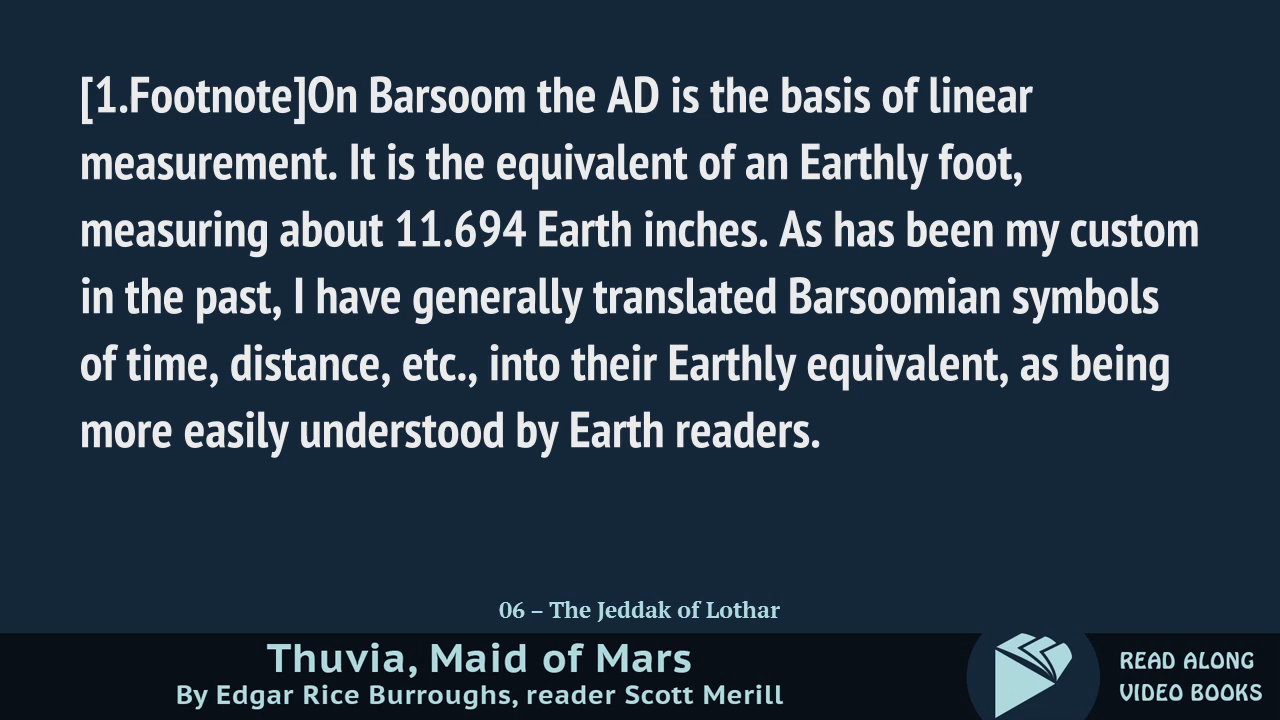 [1.Footnote]On Barsoom the AD is the basis of linear
measurement. It is the equivalent of an Earthly foot,
measuring about 11.694 Earth inches. As has been my custom
in the past, I have generally translated Barsoomian symbols
of time, distance, etc., into their Earthly equivalent, as being
more easily understood by Earth readers.
06 – The Jeddak of Lothar
Thuvia, Maid of Mars
By Edgar Rice Burroughs, reader Scott Merill
READ ALONG
VIDEO BOOKS